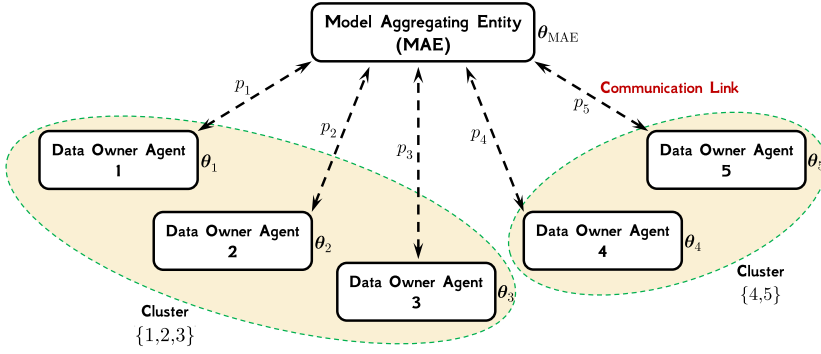 Model Aggregating Entity
(MAE)
θ_MAE
Communication Link
p₁
p₂
p₃
p₄
p₅
Data Owner Agent
1
θ₁
Data Owner Agent
2
θ₂
Data Owner Agent
3
θ₃
Data Owner Agent
4
θ₄
Data Owner Agent
5
θ₅
Cluster
{1,2,3}
Cluster
{4,5}